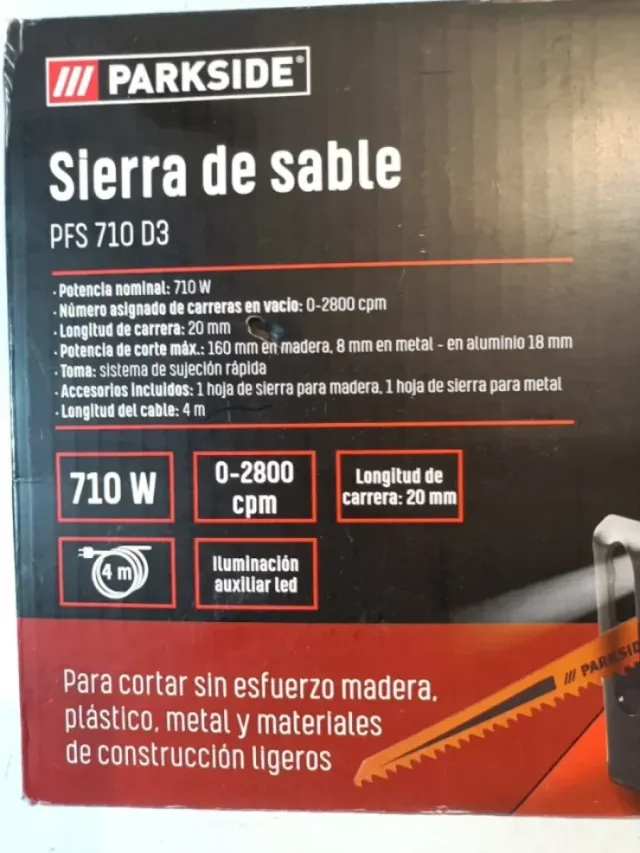 /// PARKSIDE®
Sierra de sable
PFS 710 D3
· Potencia nominal: 710 W
· Número asignado de carreras en vacío: 0-2800 cpm
· Longitud de carrera: 20 mm
· Potencia de corte máx.: 160 mm en madera, 8 mm en metal - en aluminio 18 mm
· Toma: sistema de sujeción rápida
· Accesorios incluidos: 1 hoja de sierra para madera, 1 hoja de sierra para metal
· Longitud del cable: 4 m
710 W
0-2800
cpm
Longitud de
carrera: 20 mm
4 m
Iluminación
auxiliar led
Para cortar sin esfuerzo madera,
plástico, metal y materiales
de construcción ligeros
/// PARKSID